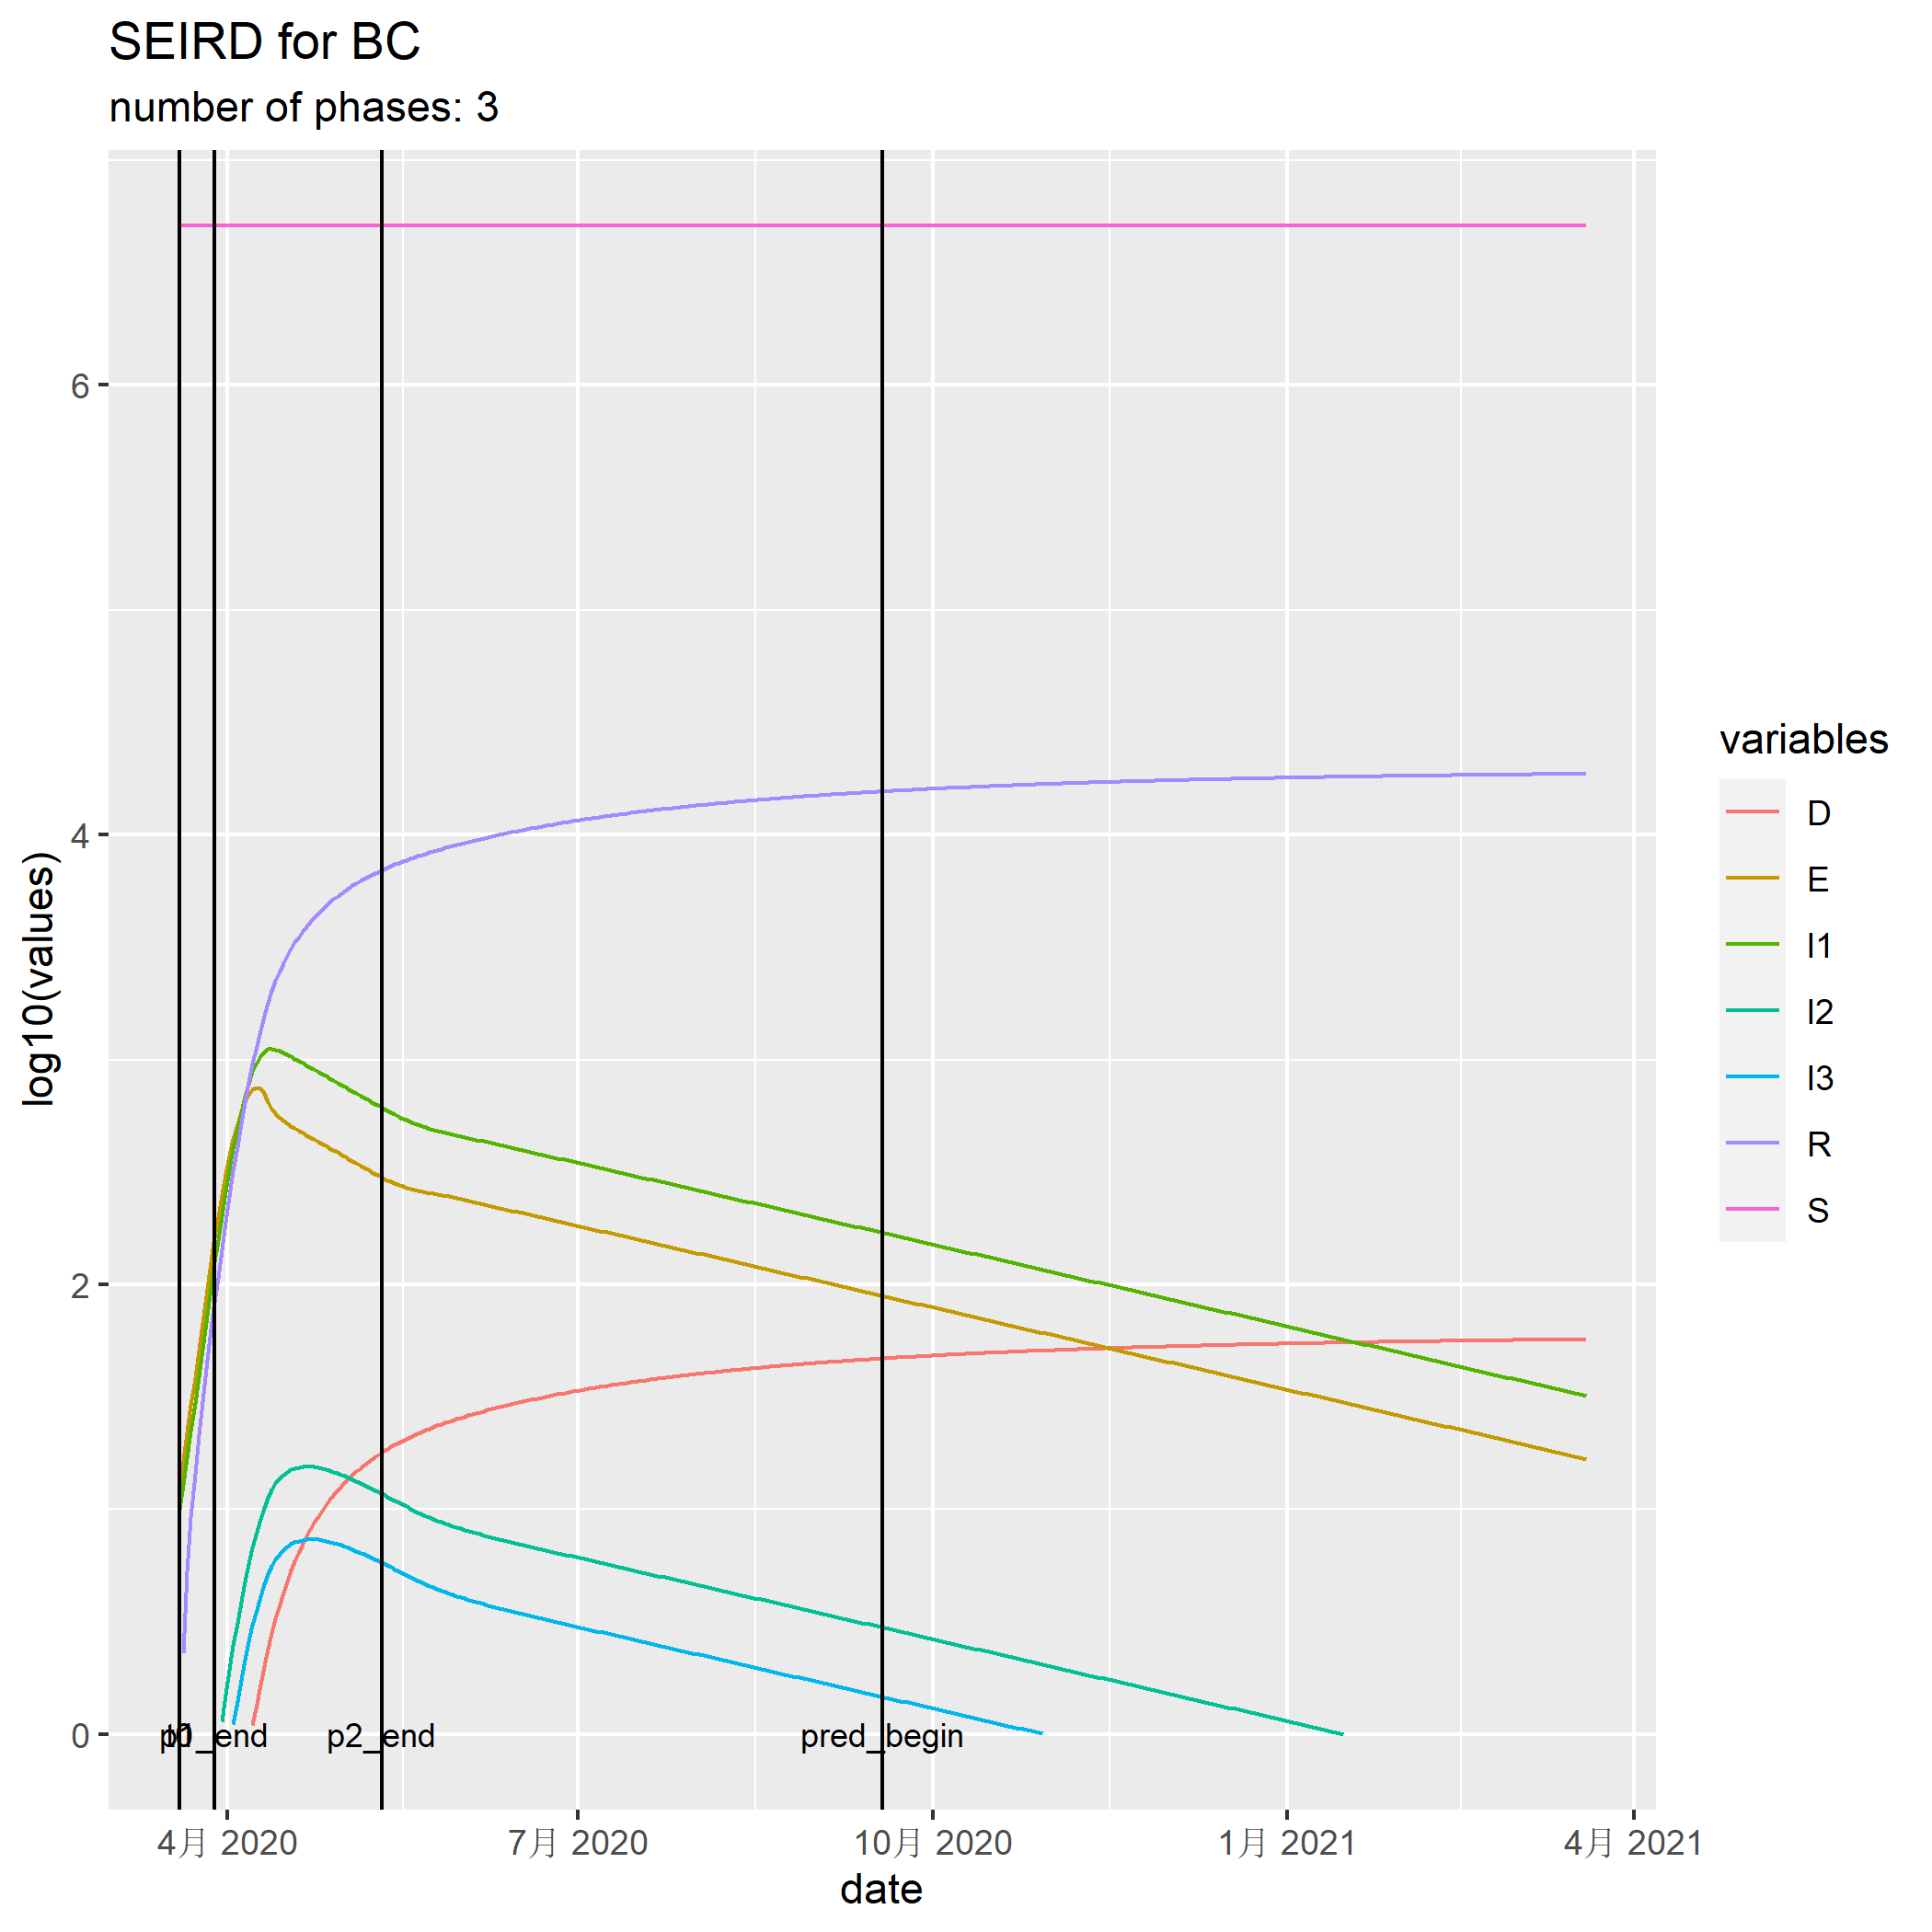 SEIRD for BC
number of phases: 3
log10(values)
6
4
2
0
p1_end
p2_end
pred_begin
4月 2020
7月 2020
10月 2020
1月 2021
4月 2021
date
variables
D
E
I1
I2
I3
R
S